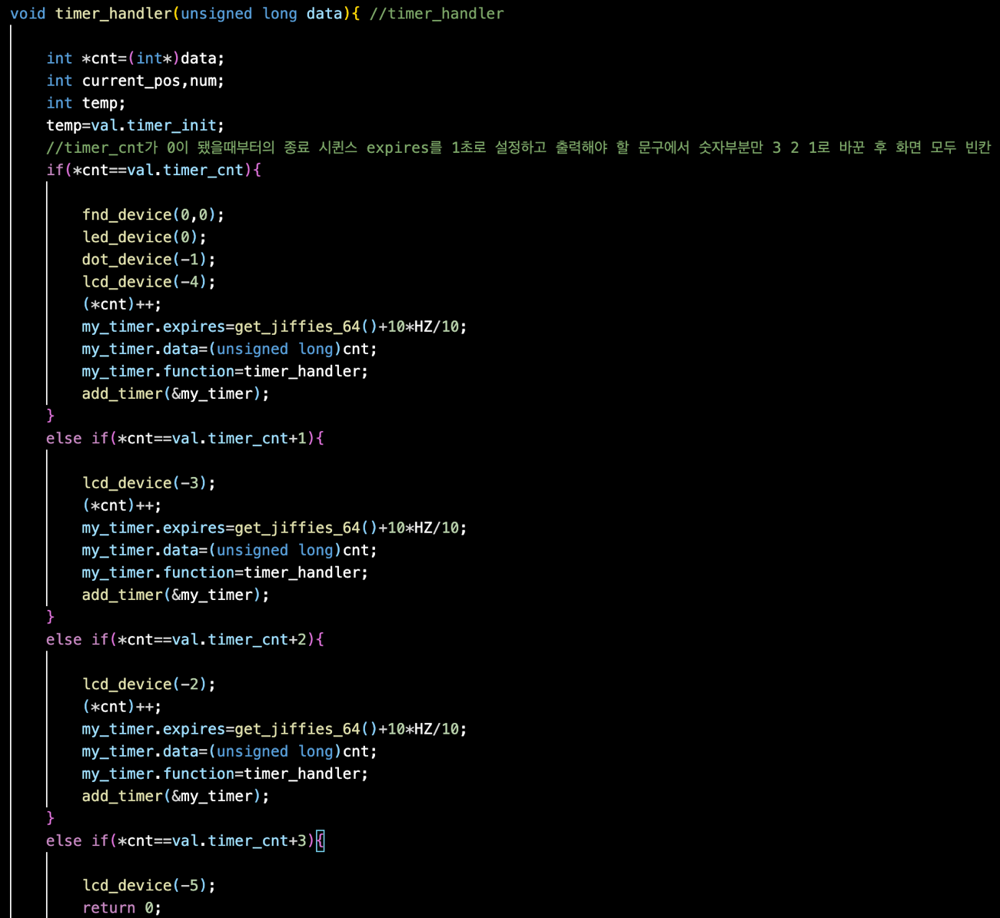 void timer_handler(unsigned long data){ //timer_handler
int *cnt=(int*)data;
int current_pos,num;
int temp;
temp=val.timer_init;
//timer_cnt가 0이 됐을때부터의 종료 시퀀스 expires를 1초로 설정하고 출력해야 할 문구에서 숫자부분만 3 2 1로 바꾼 후 화면 모두 빈칸
if(*cnt==val.timer_cnt){
fnd_device(0,0);
led_device(0);
dot_device(-1);
lcd_device(-4);
(*cnt)++;
my_timer.expires=get_jiffies_64()+10*HZ/10;
my_timer.data=(unsigned long)cnt;
my_timer.function=timer_handler;
add_timer(&my_timer);
}
else if(*cnt==val.timer_cnt+1){
lcd_device(-3);
(*cnt)++;
my_timer.expires=get_jiffies_64()+10*HZ/10;
my_timer.data=(unsigned long)cnt;
my_timer.function=timer_handler;
add_timer(&my_timer);
}
else if(*cnt==val.timer_cnt+2){
lcd_device(-2);
(*cnt)++;
my_timer.expires=get_jiffies_64()+10*HZ/10;
my_timer.data=(unsigned long)cnt;
my_timer.function=timer_handler;
add_timer(&my_timer);
}
else if(*cnt==val.timer_cnt+3){
lcd_device(-5);
return 0;